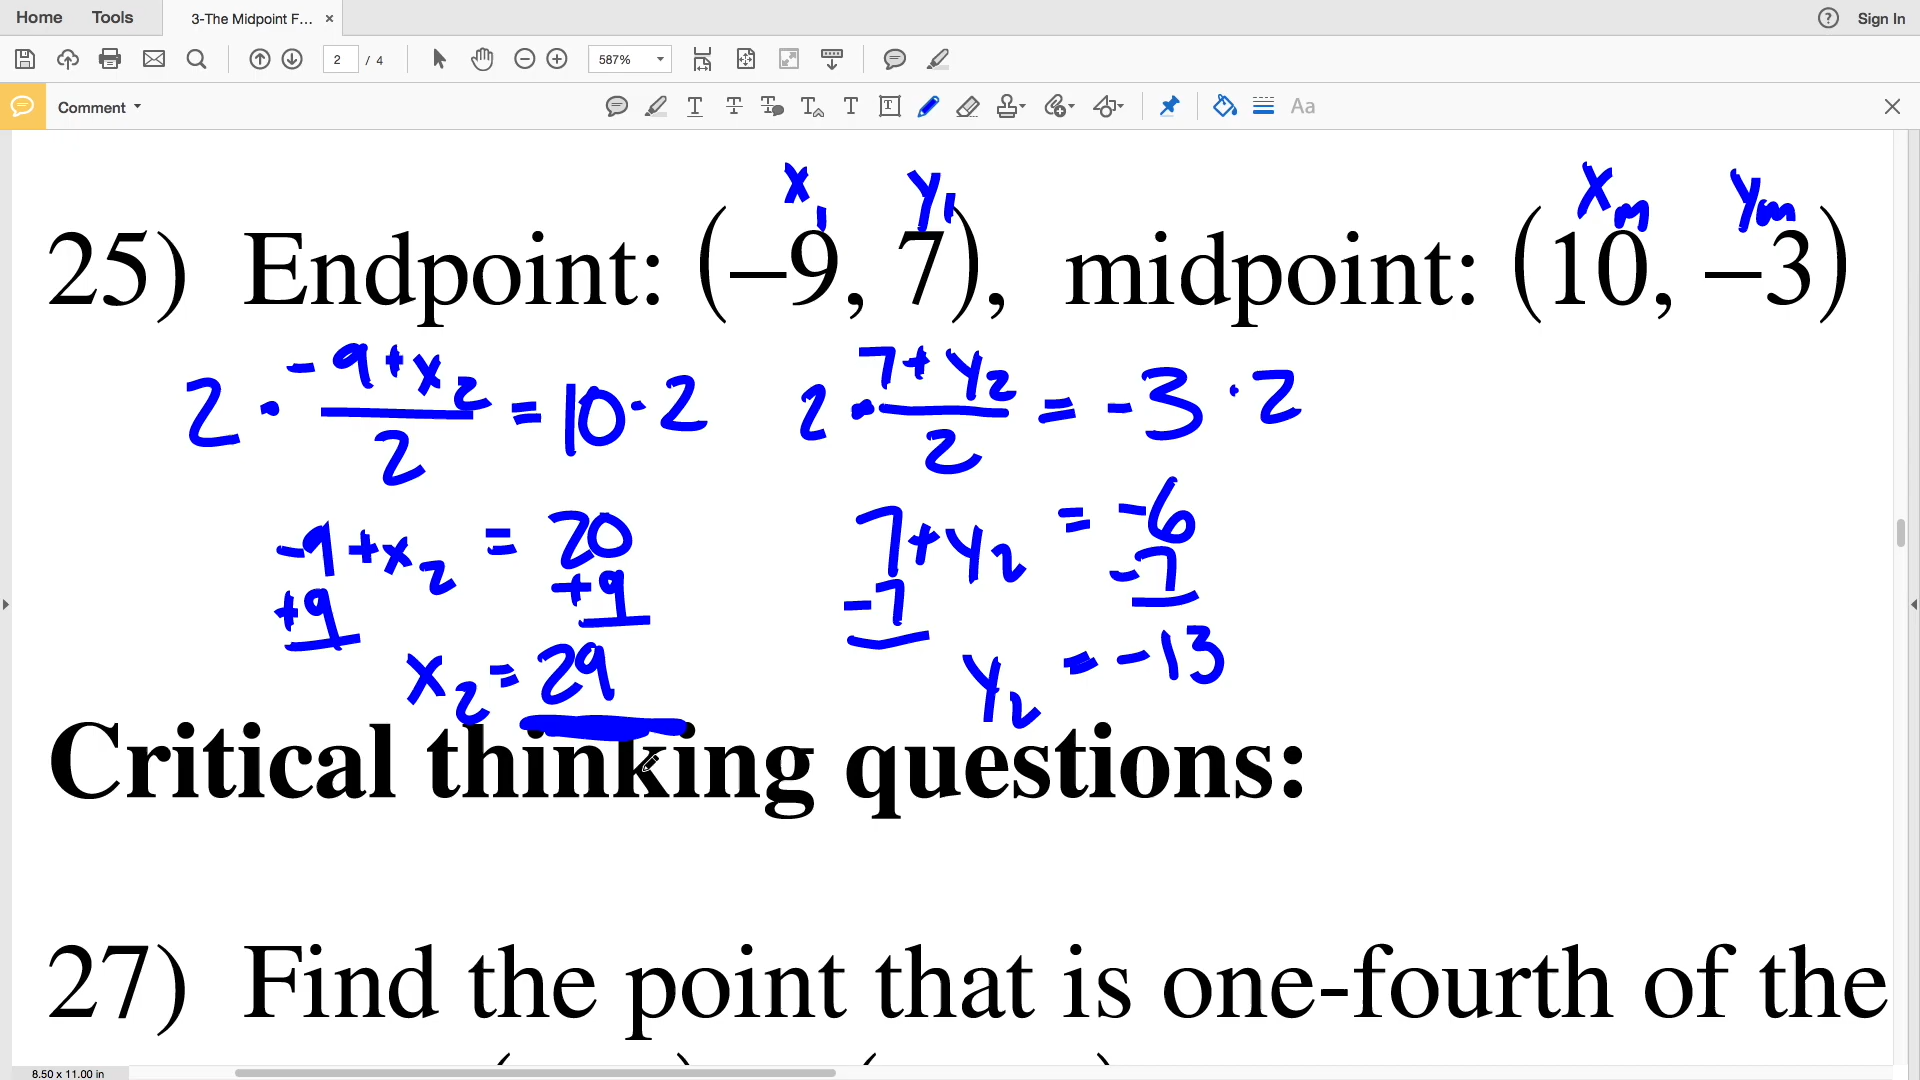 Home Tools 3-The Midpoint F... × ? Sign In
2 / 4 587%
Comment T T T T T T Aa
x₁ y₁ xₘ yₘ
25) Endpoint: (−9, 7), midpoint: (10, −3)
2 · (-9+x₂)/2 = 10·2 2 · (7+y₂)/2 = -3 · 2
-9+x₂ = 20 7+y₂ = -6
+9 +9 -7 -7
x₂ = 29 y₂ = -13
Critical thinking questions:
27) Find the point that is one-fourth of the
8.50 x 11.00 in